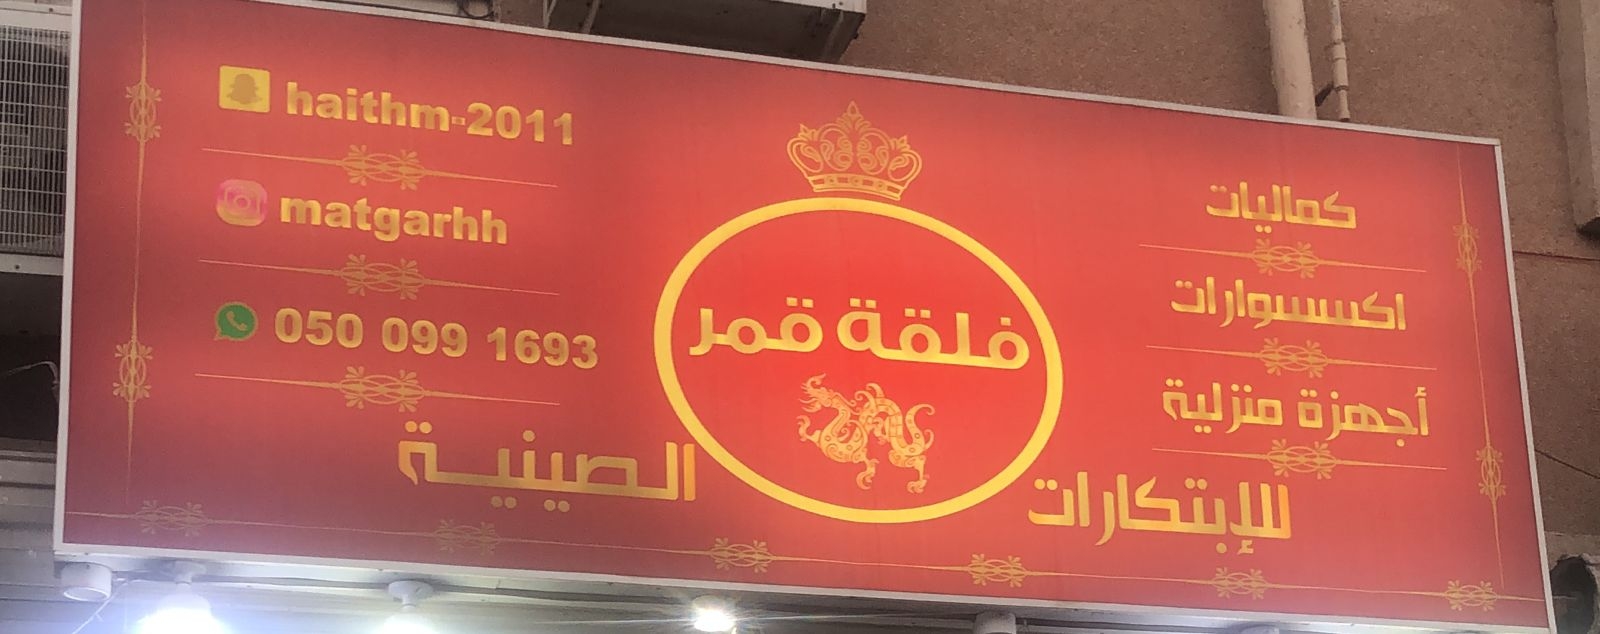 haithm-2011
matgarhh
050 099 1693
فلقة قمر
كماليات
اكسسوارات
أجهزة منزلية
للإبتكارات الصينية